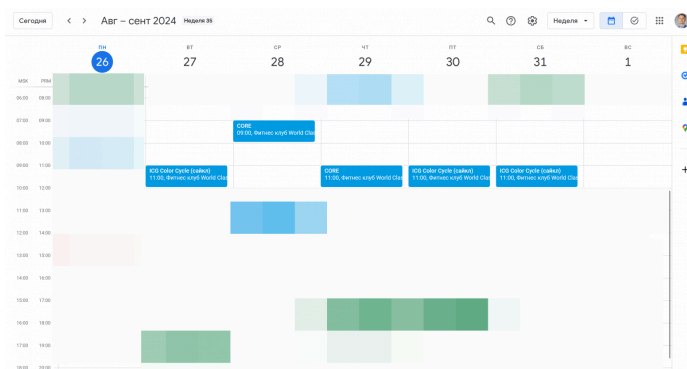 Сегодня
Авг – сент 2024
Неделя 35
Неделя
ПН
ВТ
СР
ЧТ
ПТ
СБ
ВС
26
27
28
29
30
31
1
MSK
PRM
06:00 08:00
07:00 09:00
CORE
09:00, Фитнес клуб World Clas
08:00 10:00
09:00 11:00
ICG Color Cycle (сайкл)
11:00, Фитнес клуб World Clas
CORE
11:00, Фитнес клуб World Clas
ICG Color Cycle (сайкл)
11:00, Фитнес клуб World Clas
ICG Color Cycle (сайкл)
11:00, Фитнес клуб World Clas
10:00 12:00
11:00 13:00
12:00 14:00
13:00 15:00
14:00 16:00
15:00 17:00
16:00 18:00
17:00 19:00
18:00 20:00